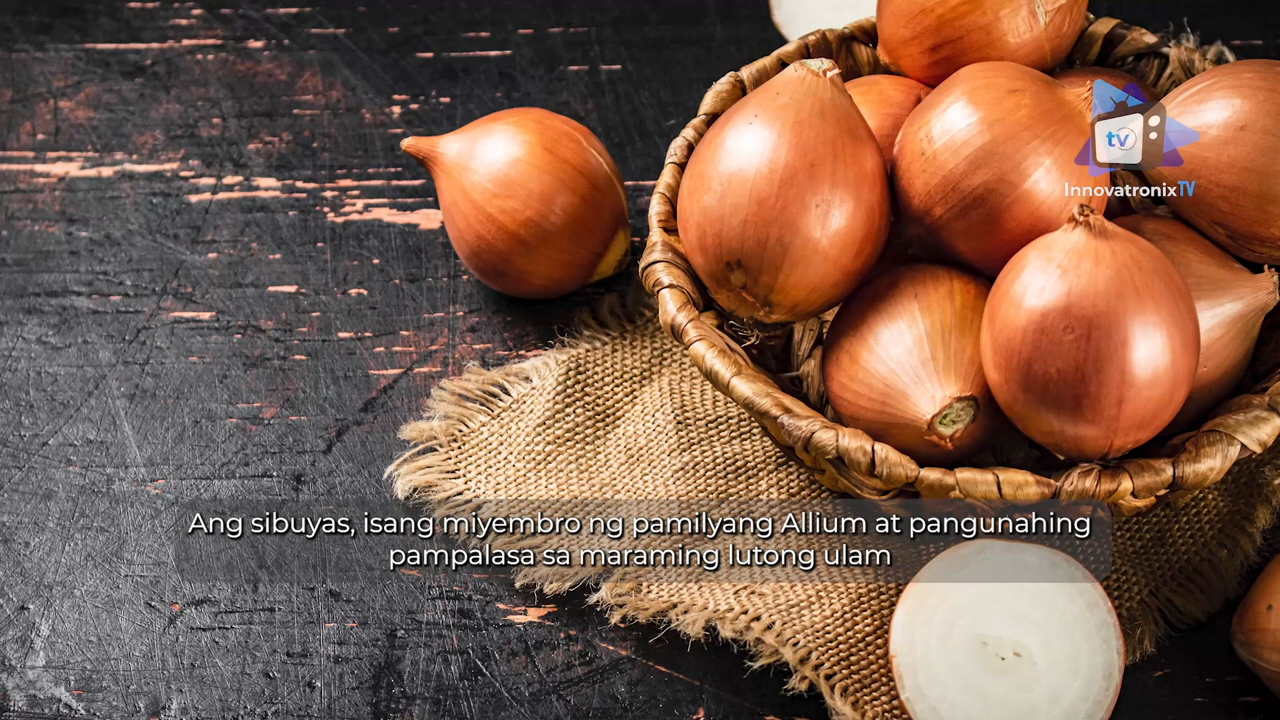 tv
InnovatronixTV
Ang sibuyas, isang miyembro ng pamilyang Allium at pangunahing
pampalasa sa maraming lutong ulam